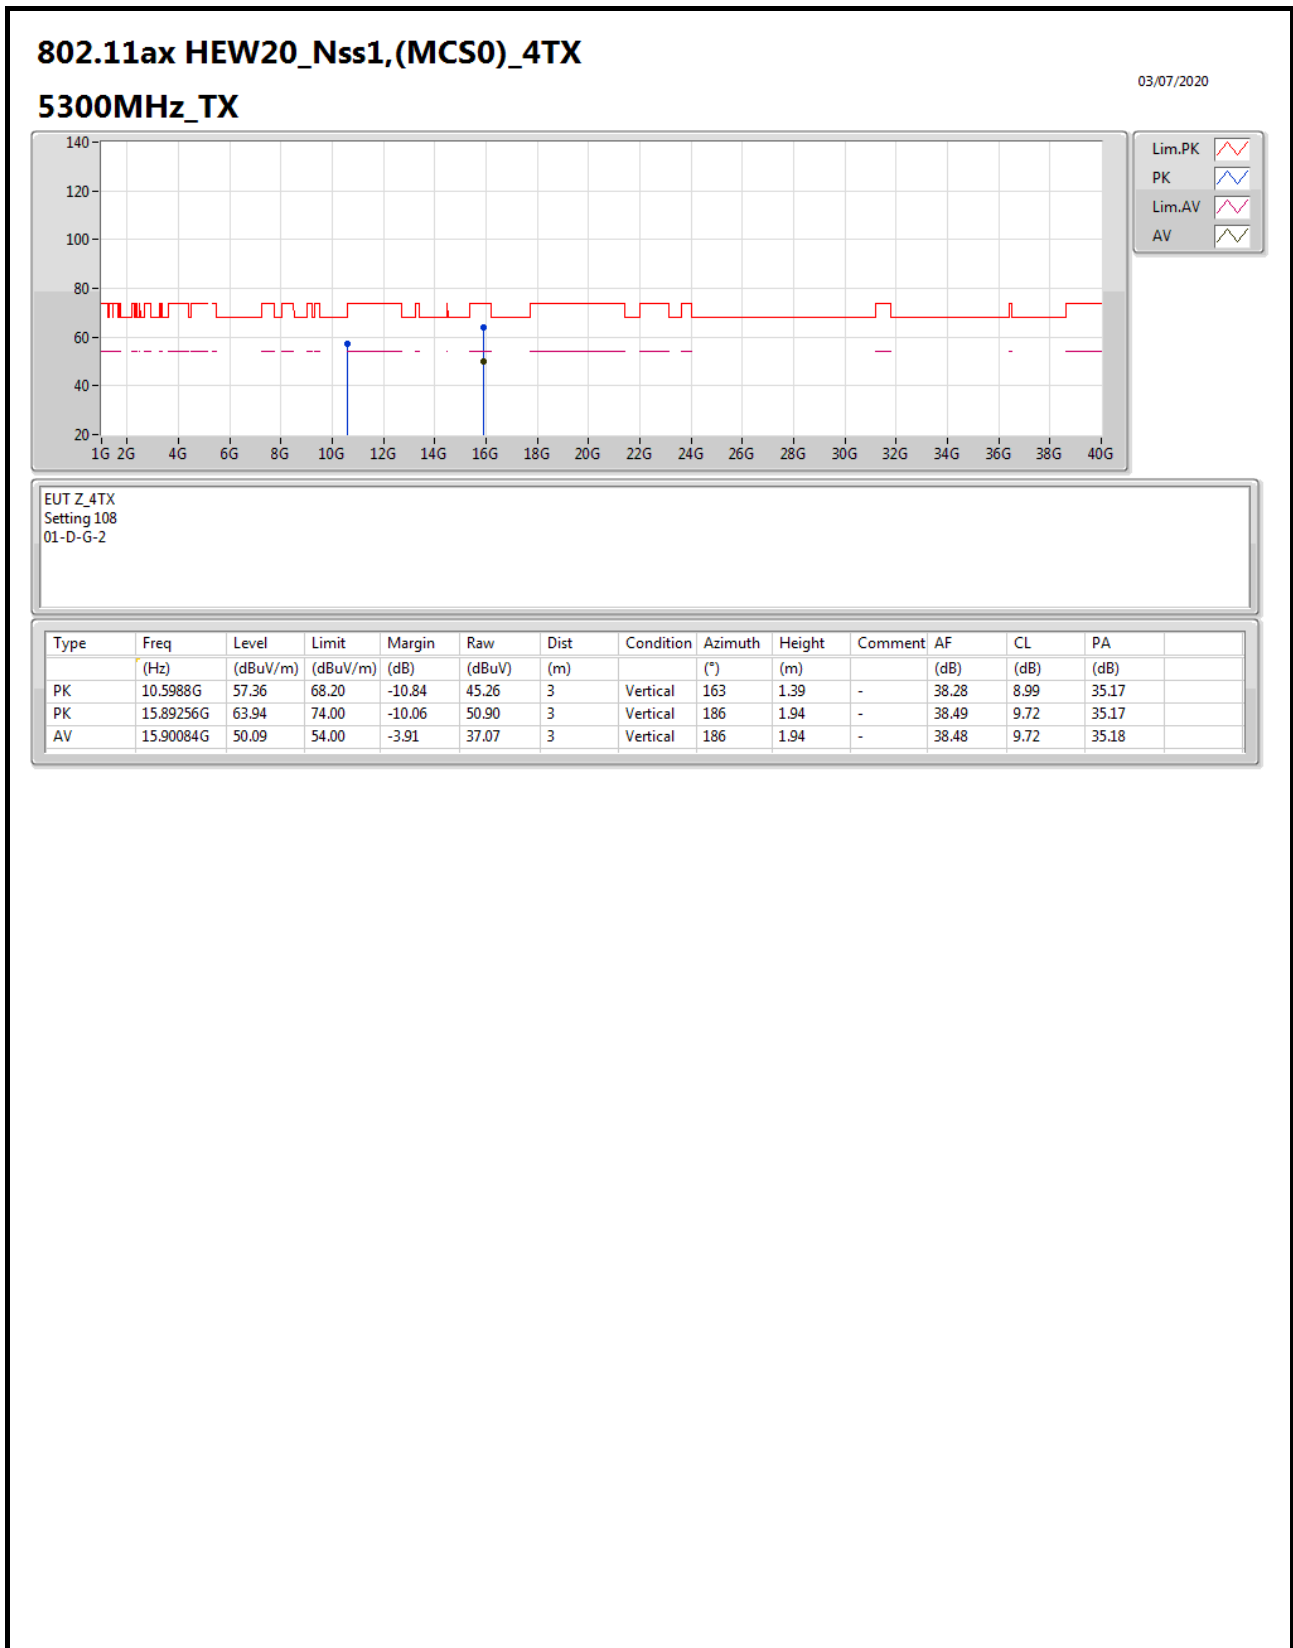 802.11ax HEW20_Nss1,(MCS0)_4TX
03/07/2020
5300MHz_TX
140
120
100
80
60
40
20
1G 2G 4G 6G 8G 10G 12G 14G 16G 18G 20G 22G 24G 26G 28G 30G 32G 34G 36G 38G 40G
Lim.PK
PK
Lim.AV
AV
EUT Z_4TX
Setting 108
01-D-G-2
Type Freq Level Limit Margin Raw Dist Condition Azimuth Height Comment AF CL PA
(Hz) (dBuV/m) (dBuV/m) (dB) (dBuV) (m) (°) (m) (dB) (dB) (dB)
PK 10.5988G 57.36 68.20 -10.84 45.26 3 Vertical 163 1.39 - 38.28 8.99 35.17
PK 15.89256G 63.94 74.00 -10.06 50.90 3 Vertical 186 1.94 - 38.49 9.72 35.17
AV 15.90084G 50.09 54.00 -3.91 37.07 3 Vertical 186 1.94 - 38.48 9.72 35.18